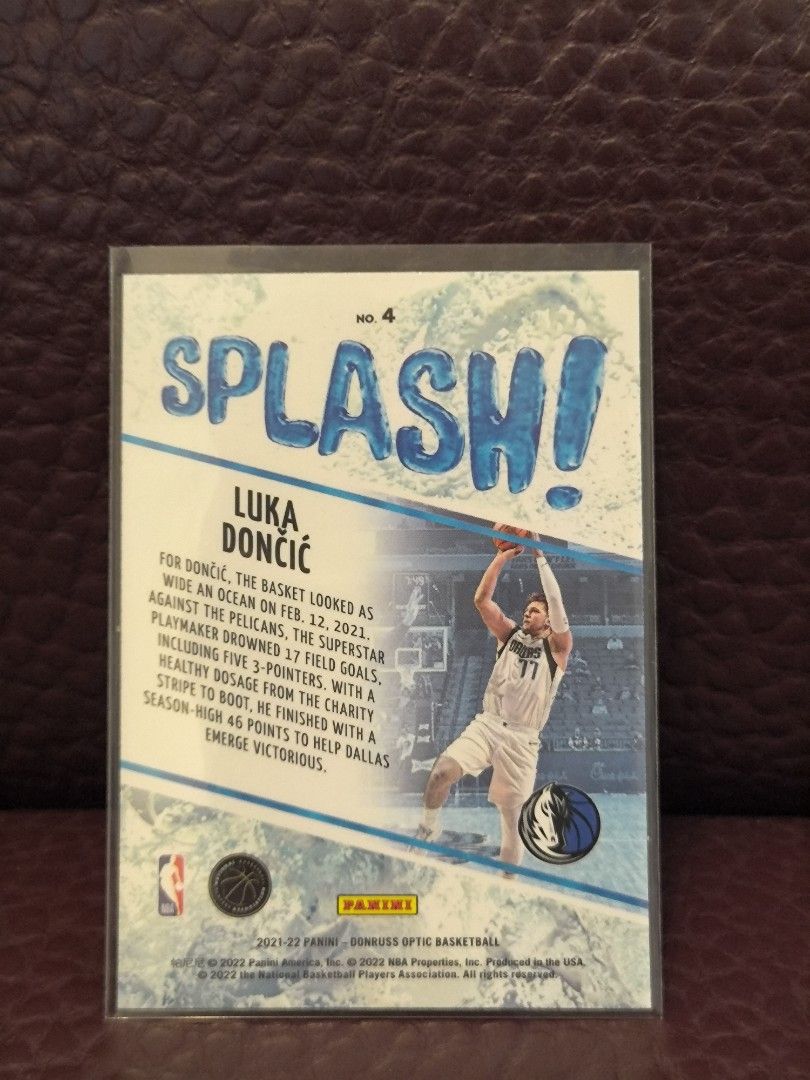 NO. 4
SPLASH!
LUKA
DONČIĆ
FOR DONČIĆ, THE BASKET LOOKED AS
WIDE AN OCEAN ON FEB. 12, 2021.
AGAINST THE PELICANS, THE SUPERSTAR
PLAYMAKER DROWNED 17 FIELD GOALS,
INCLUDING FIVE 3-POINTERS. WITH A
HEALTHY DOSAGE FROM THE CHARITY
STRIPE TO BOOT, HE FINISHED WITH A
SEASON-HIGH 46 POINTS TO HELP DALLAS
EMERGE VICTORIOUS.
77
NBA
PANINI
2021-22 PANINI – DONRUSS OPTIC BASKETBALL
帕尼尼 © 2022 Panini America, Inc. © 2022 NBA Properties, Inc. Produced in the USA.
© 2022 the National Basketball Players Association. All rights reserved.